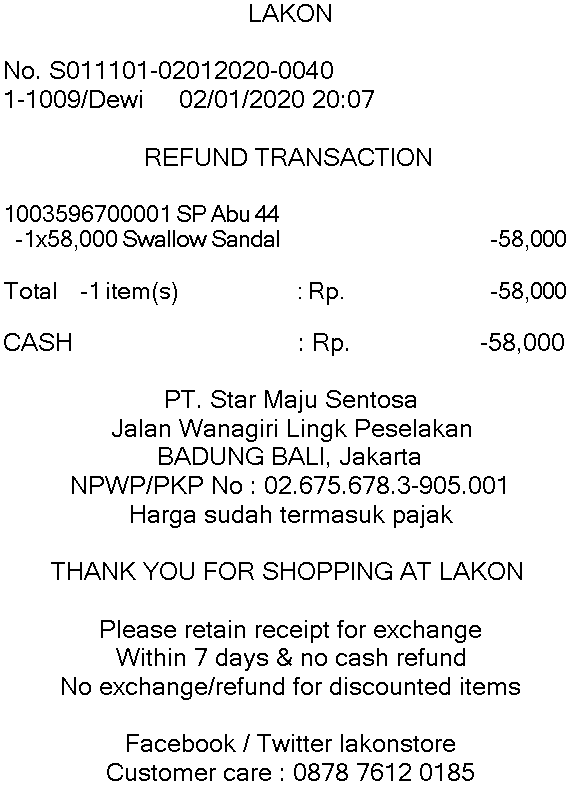 LAKON
No. S011101-02012020-0040
1-1009/Dewi 02/01/2020 20:07
REFUND TRANSACTION
1003596700001 SP Abu 44
-1x58,000 Swallow Sandal -58,000
Total -1 item(s) : Rp. -58,000
CASH : Rp. -58,000
PT. Star Maju Sentosa
Jalan Wanagiri Lingk Peselakan
BADUNG BALI, Jakarta
NPWP/PKP No : 02.675.678.3-905.001
Harga sudah termasuk pajak
THANK YOU FOR SHOPPING AT LAKON
Please retain receipt for exchange
Within 7 days & no cash refund
No exchange/refund for discounted items
Facebook / Twitter lakonstore
Customer care : 0878 7612 0185